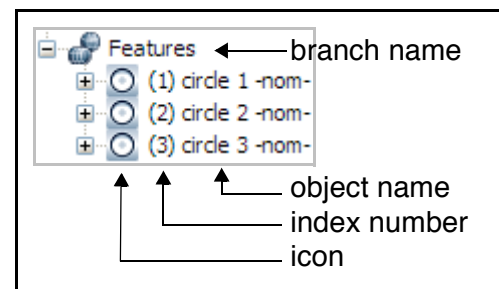 Features branch name
(1) circle 1 -nom-
(2) circle 2 -nom-
(3) circle 3 -nom-
object name
index number
icon